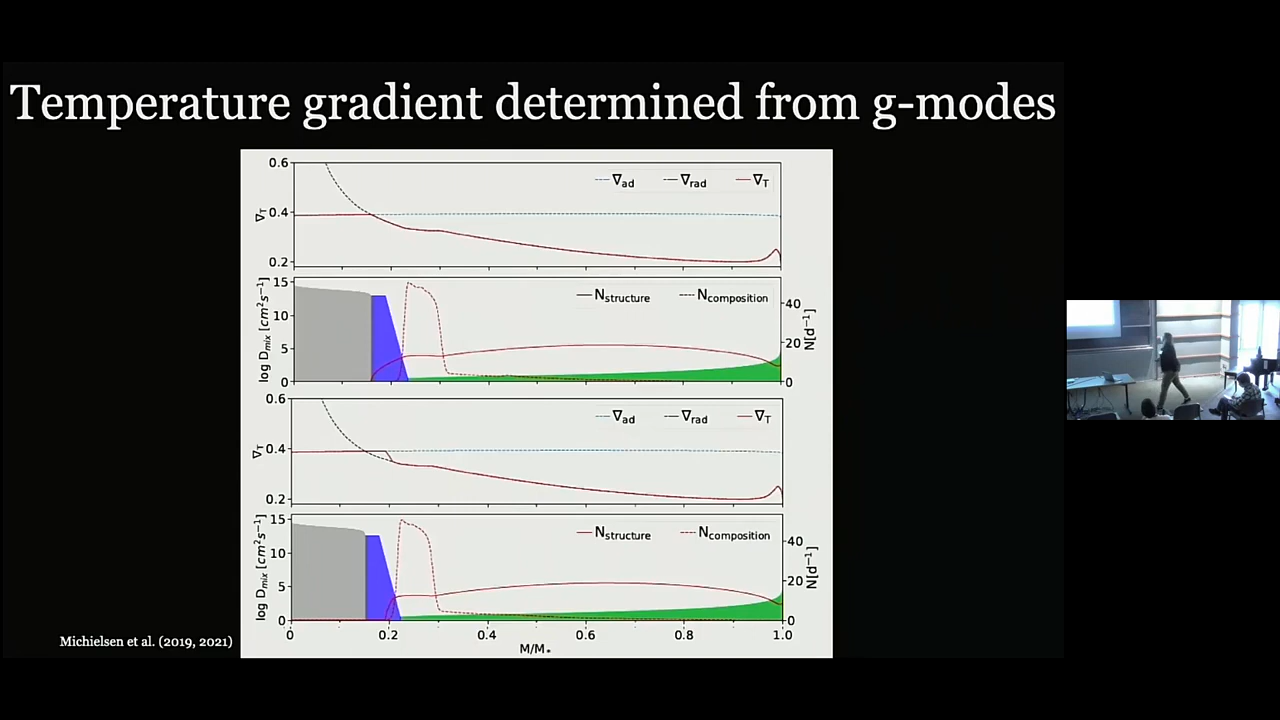 Temperature gradient determined from g-modes
0.6
0.4
0.2
∇T
∇ad ∇rad ∇T
15
10
5
0
log Dmix [cm²s⁻¹]
Nstructure Ncomposition
40
20
0
N[d⁻¹]
0.6
0.4
0.2
∇T
∇ad ∇rad ∇T
15
10
5
0
log Dmix [cm²s⁻¹]
Nstructure Ncomposition
40
20
0
N[d⁻¹]
0 0.2 0.4 0.6 0.8 1.0
M/M*
Michielsen et al. (2019, 2021)